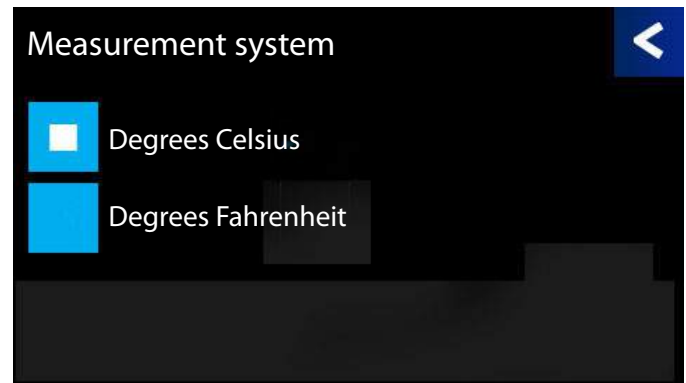 Measurement system
Degrees Celsius
Degrees Fahrenheit